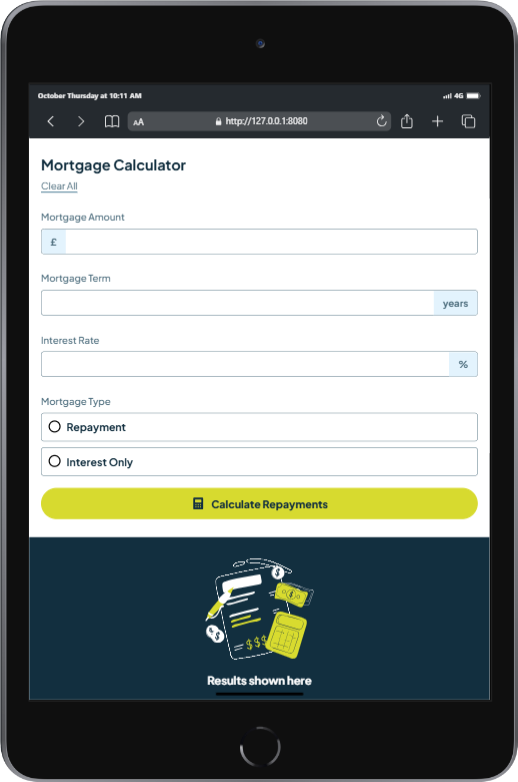 October Thursday at 10:11 AM
4G
AA
http://127.0.0.1:8080
Mortgage Calculator
Clear All
Mortgage Amount
£
Mortgage Term
years
Interest Rate
%
Mortgage Type
Repayment
Interest Only
Calculate Repayments
$
$
$
$$$
Results shown here